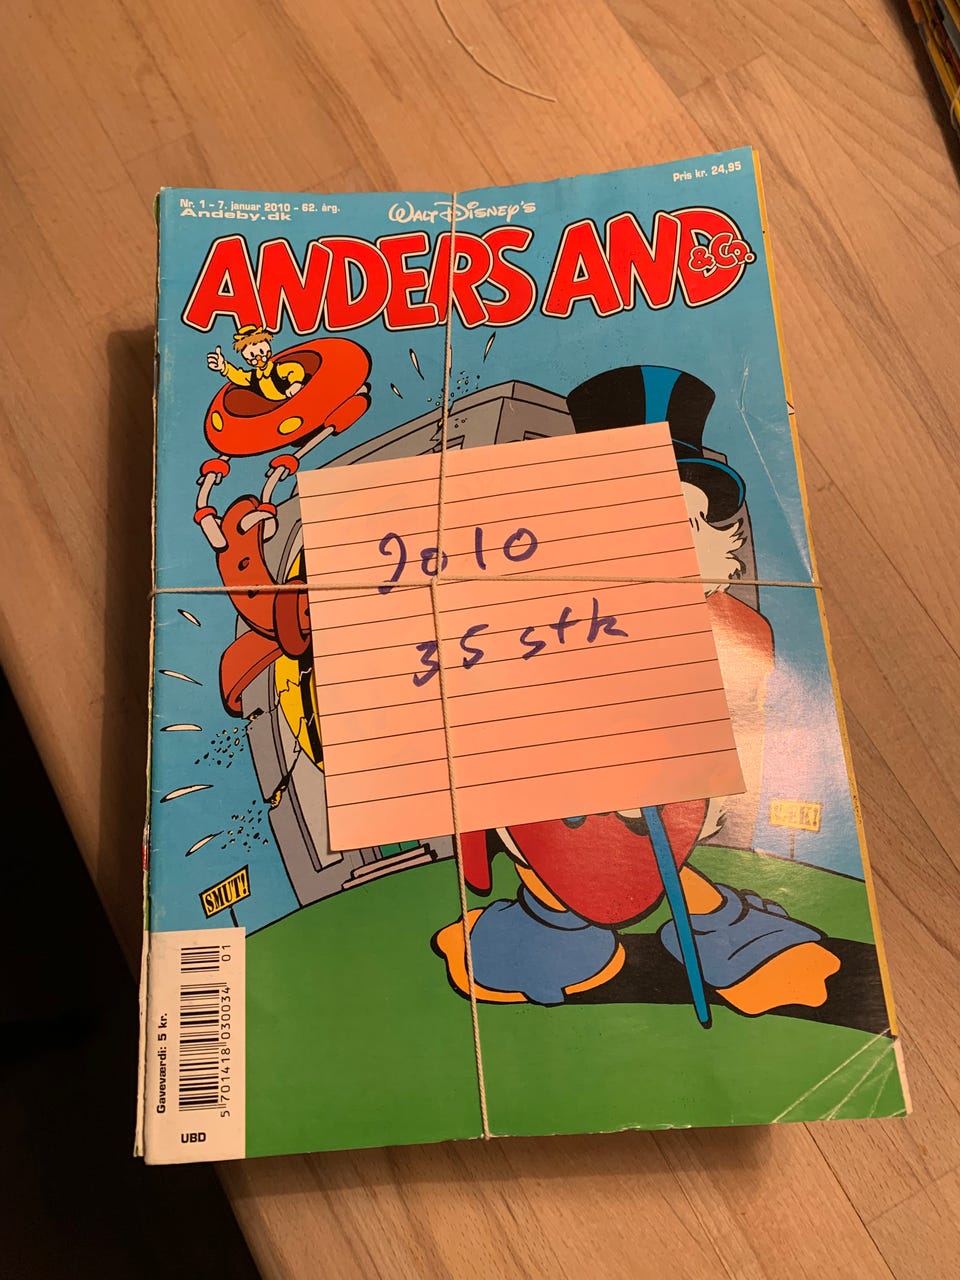 Pris kr. 24,95
Nr. 1 - 7. januar 2010 - 62. årg.
Andeby.dk
WALT DISNEY'S
ANDERS AND
& Co.
2010
35 stk
SMUT!
Gaveværdi: 5 kr.
5 701418 030034
01
UBD